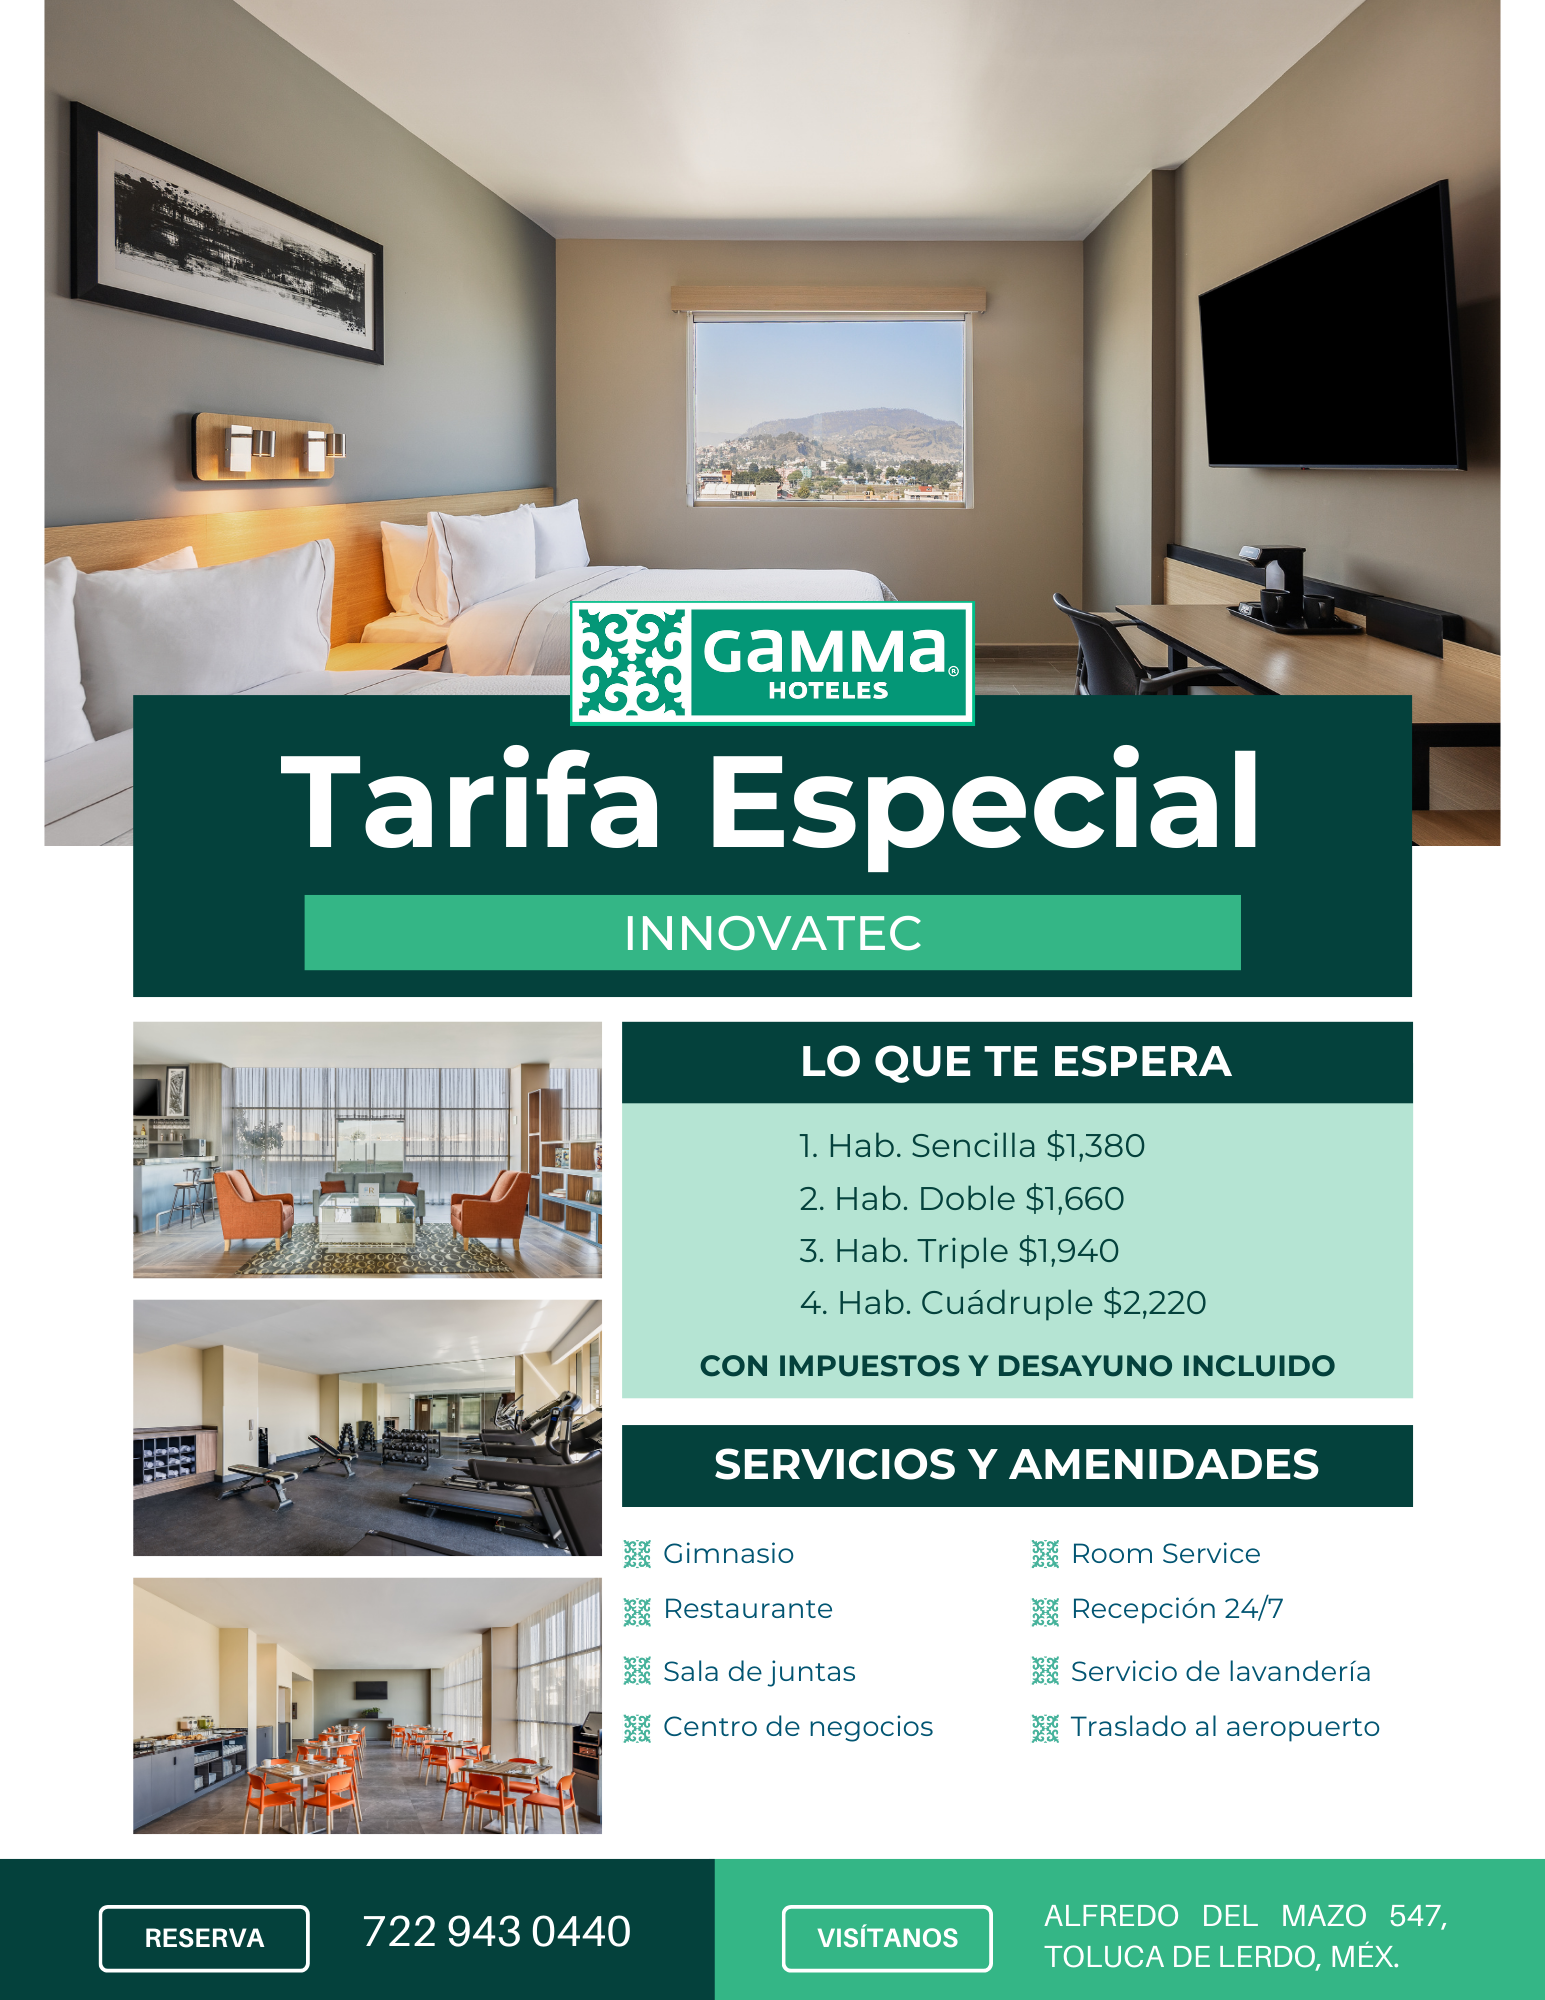 GaMMa®
HOTELES
Tarifa Especial
INNOVATEC
LO QUE TE ESPERA
1. Hab. Sencilla $1,380
2. Hab. Doble $1,660
3. Hab. Triple $1,940
4. Hab. Cuádruple $2,220
CON IMPUESTOS Y DESAYUNO INCLUIDO
SERVICIOS Y AMENIDADES
Gimnasio
Restaurante
Sala de juntas
Centro de negocios
Room Service
Recepción 24/7
Servicio de lavandería
Traslado al aeropuerto
RESERVA
722 943 0440
VISÍTANOS
ALFREDO DEL MAZO 547,
TOLUCA DE LERDO, MÉX.